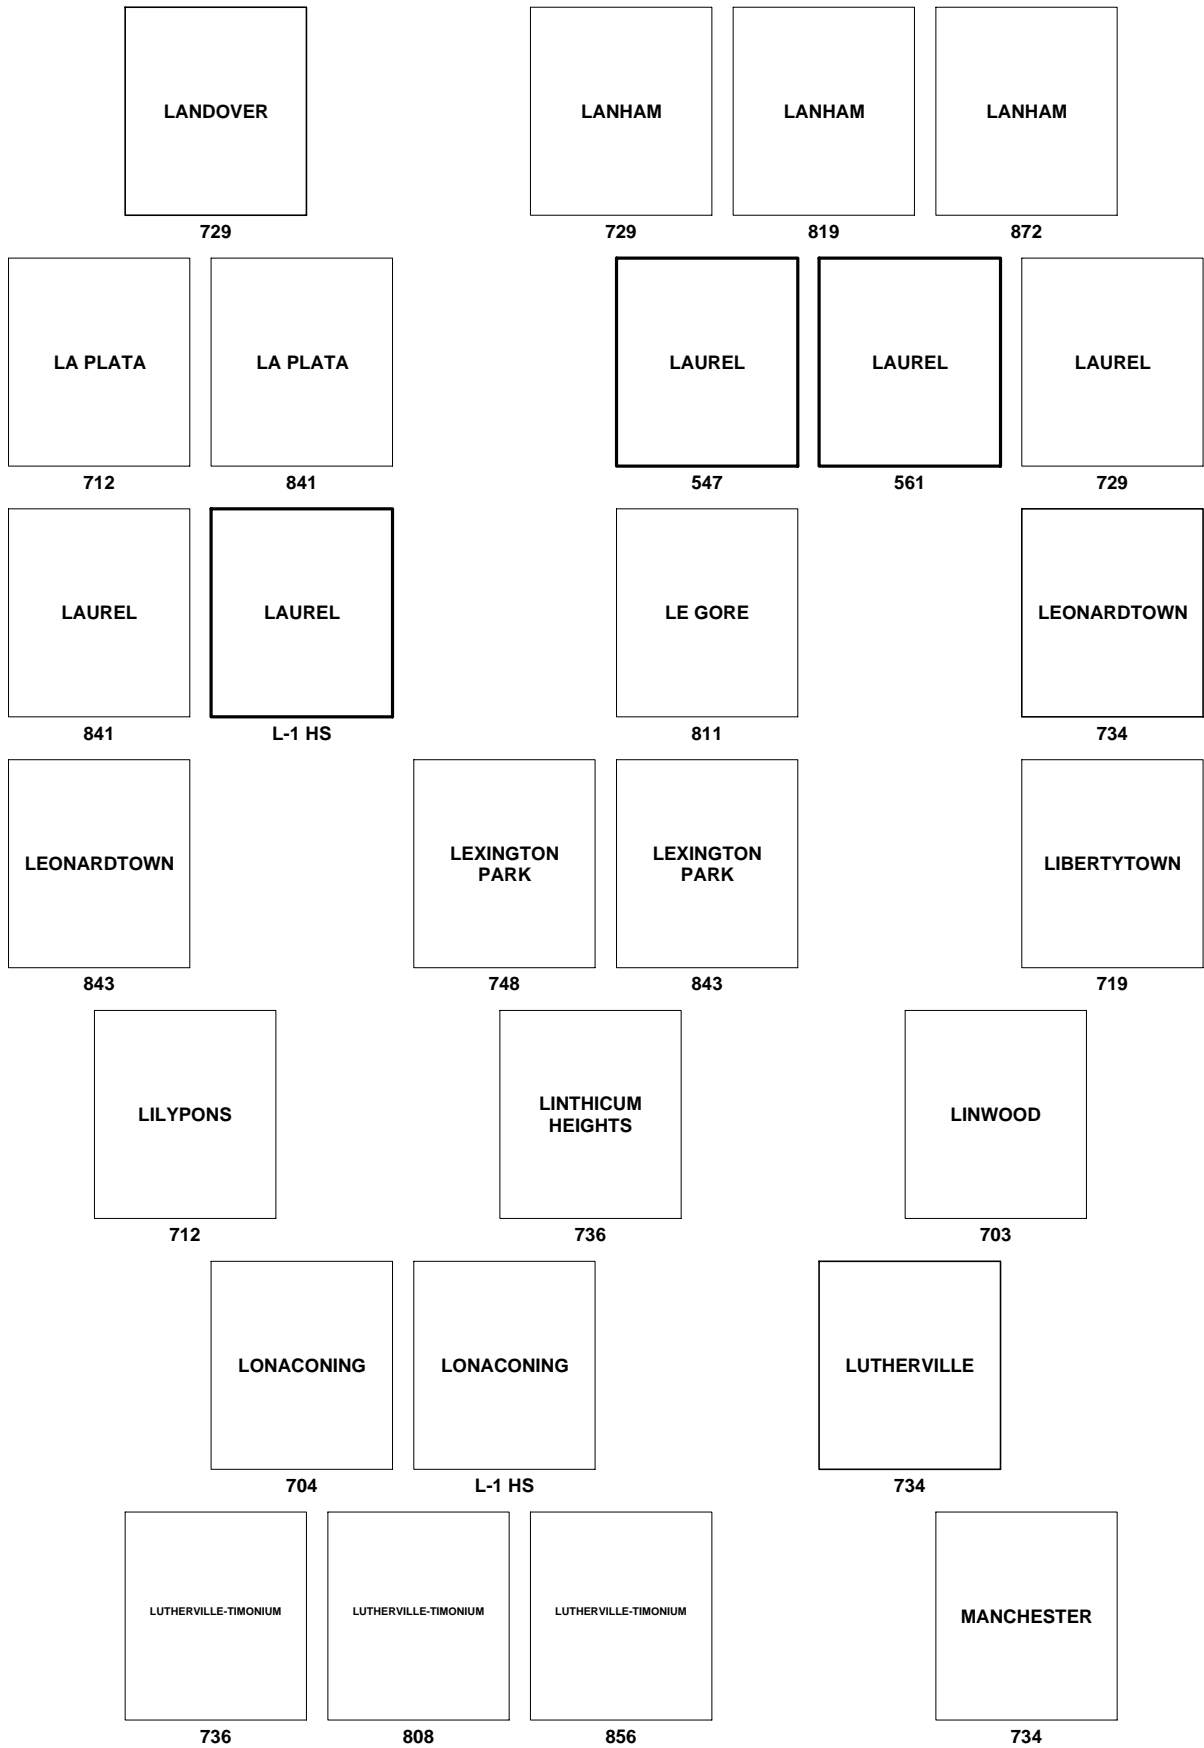 LANDOVER
LANHAM
LANHAM
LANHAM
729
729
819
872
LA PLATA
LA PLATA
LAUREL
LAUREL
LAUREL
712
841
547
561
729
LAUREL
LAUREL
LE GORE
LEONARDTOWN
841
L-1 HS
811
734
LEONARDTOWN
LEXINGTON
PARK
LEXINGTON
PARK
LIBERTYTOWN
843
748
843
719
LILYPONS
LINTHICUM
HEIGHTS
LINWOOD
712
736
703
LONACONING
LONACONING
LUTHERVILLE
704
L-1 HS
734
LUTHERVILLE-TIMONIUM
LUTHERVILLE-TIMONIUM
LUTHERVILLE-TIMONIUM
MANCHESTER
736
808
856
734